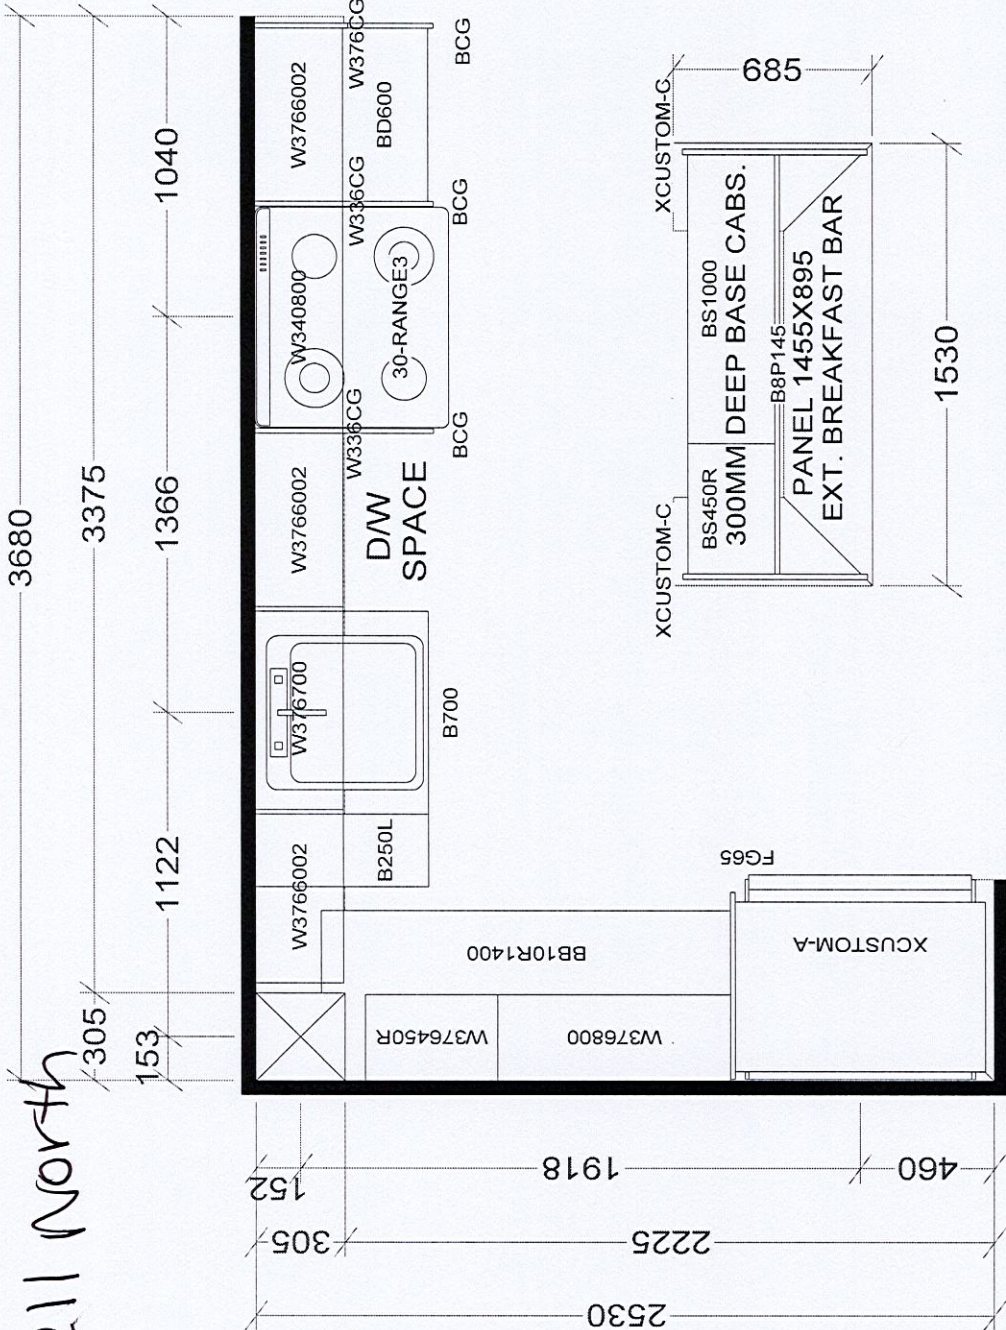 all North
3680
3375
305
1040
1366
1122
153
W3766002
W376CG
BCG
BD600
W336CG
BCG
W340800
30-RANGE3
W336CG
BCG
W3766002
D/W
SPACE
W376700
B700
W3766002
B250L
BB10R1400
W376450R
W376800
FG65
XCUSTOM-A
685
XCUSTOM-C
XCUSTOM-C
BS450R
BS1000
300MM DEEP BASE CABS.
B8P145
PANEL 1455X895
EXT. BREAKFAST BAR
1530
152
1918
460
305
2225
2530